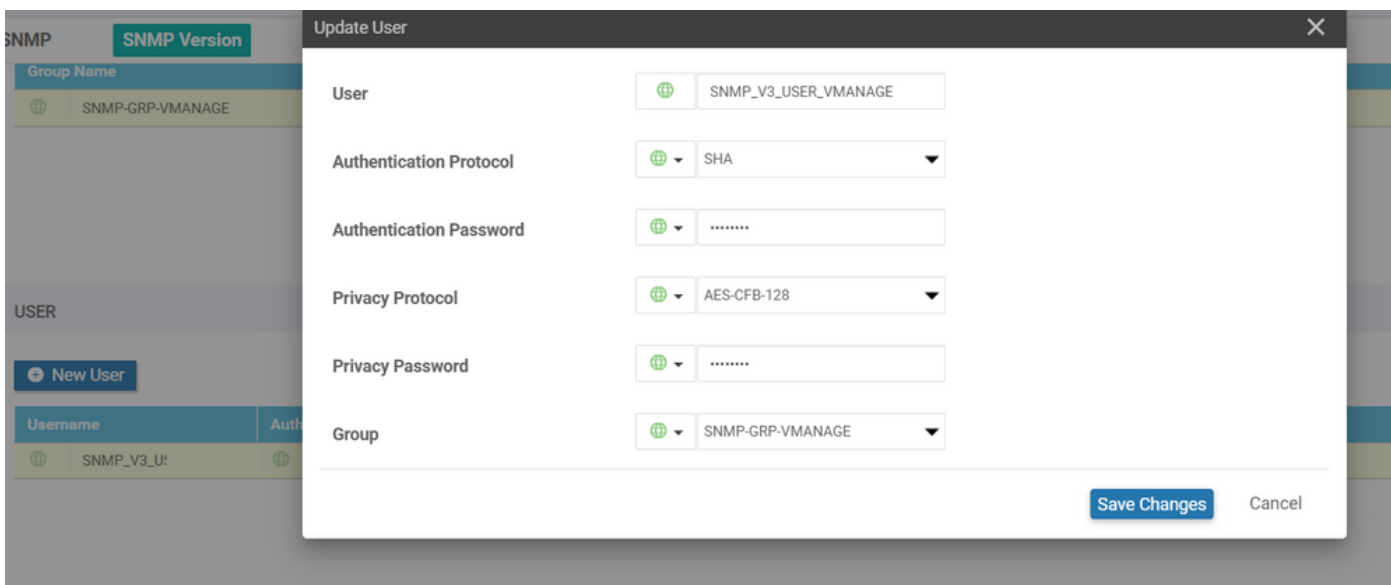 SNMP SNMP Version
Group Name
SNMP-GRP-VMANAGE
USER
New User
Username Auth
SNMP_V3_U
Update User
User SNMP_V3_USER_VMANAGE
Authentication Protocol SHA
Authentication Password ········
Privacy Protocol AES-CFB-128
Privacy Password ········
Group SNMP-GRP-VMANAGE
Save Changes Cancel